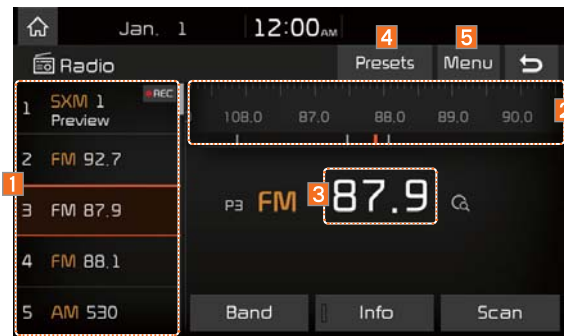 Jan. 1 12:00AM
4 5
Radio Presets Menu
1 SXM 1 REC
Preview
108.0 87.0 88.0 89.0 90.0 2
2 FM 92.7
1
3 FM 87.9
P3 FM 3 87.9
4 FM 88.1
5 AM 530
Band Info Scan